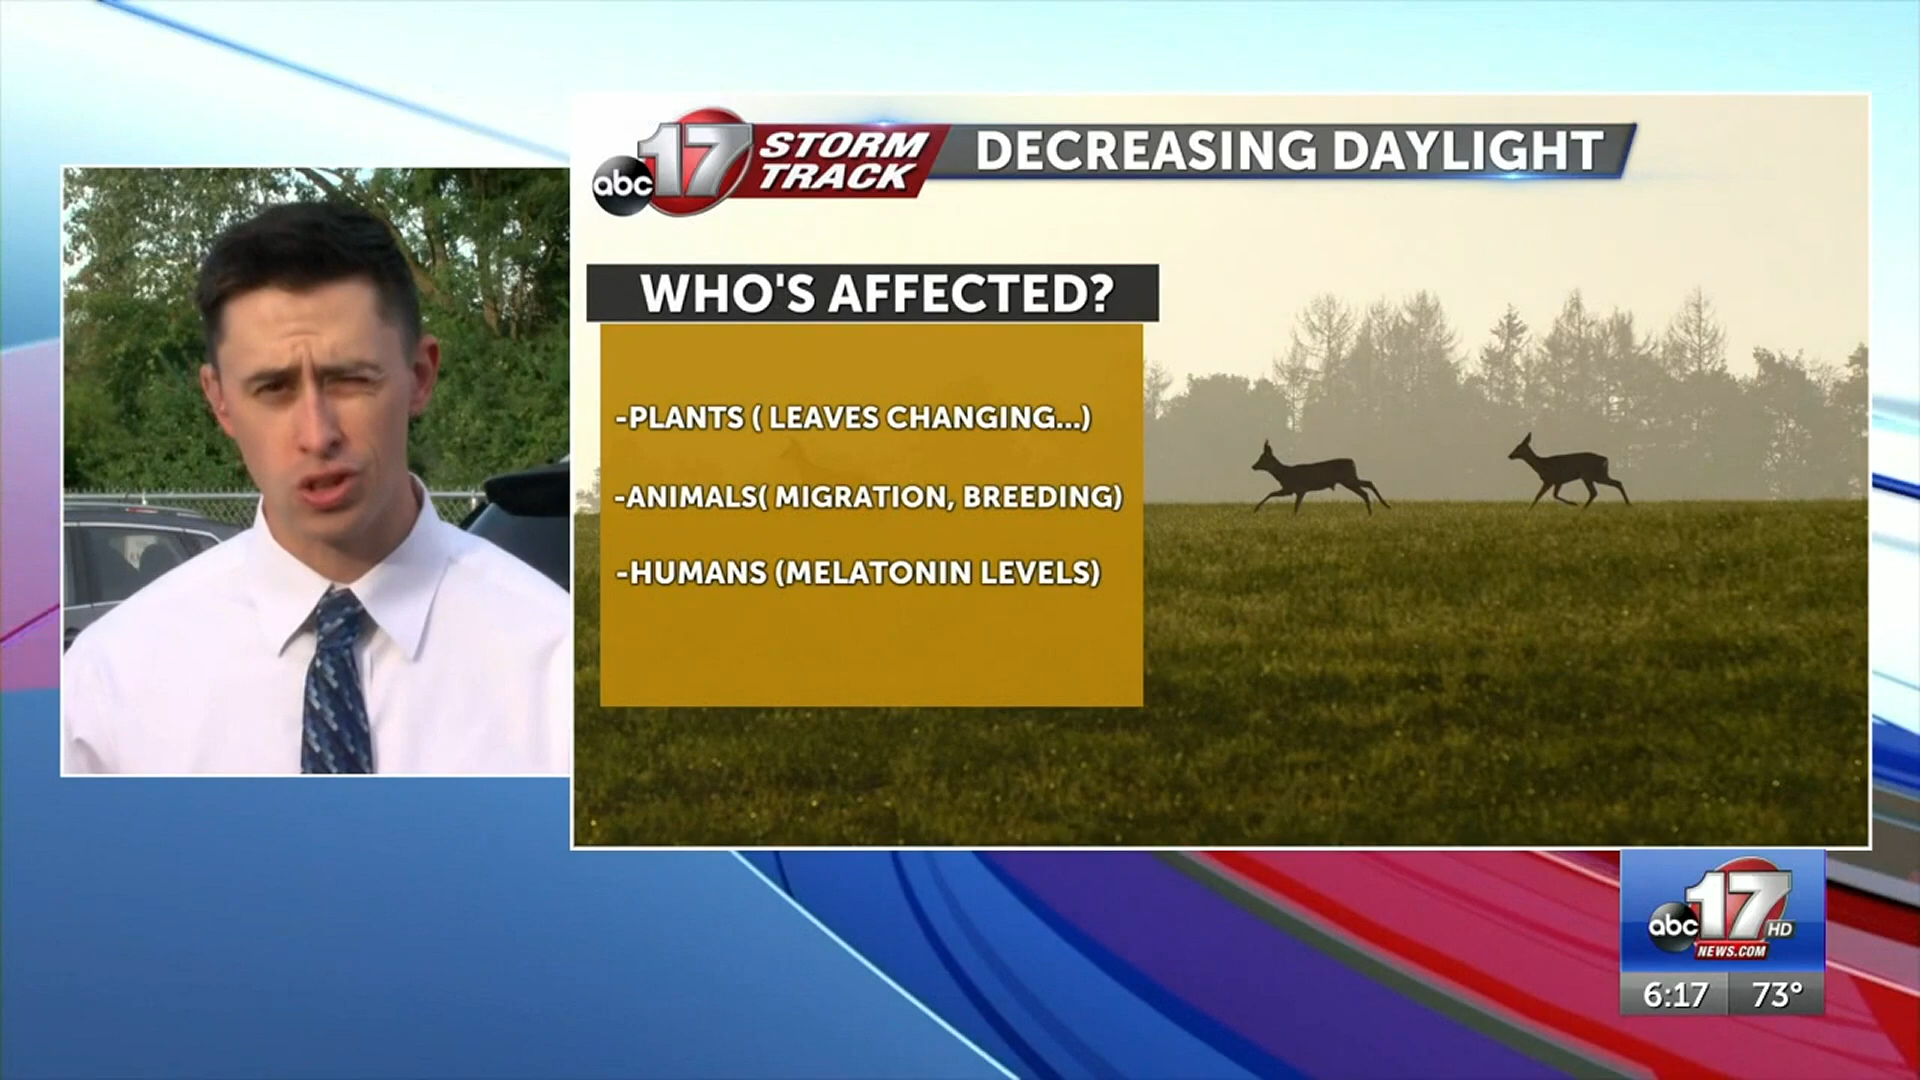 abc 17 STORM TRACK
DECREASING DAYLIGHT
WHO'S AFFECTED?
-PLANTS ( LEAVES CHANGING...)
-ANIMALS( MIGRATION, BREEDING)
-HUMANS (MELATONIN LEVELS)
abc 17 HD
NEWS.COM
6:17 73°